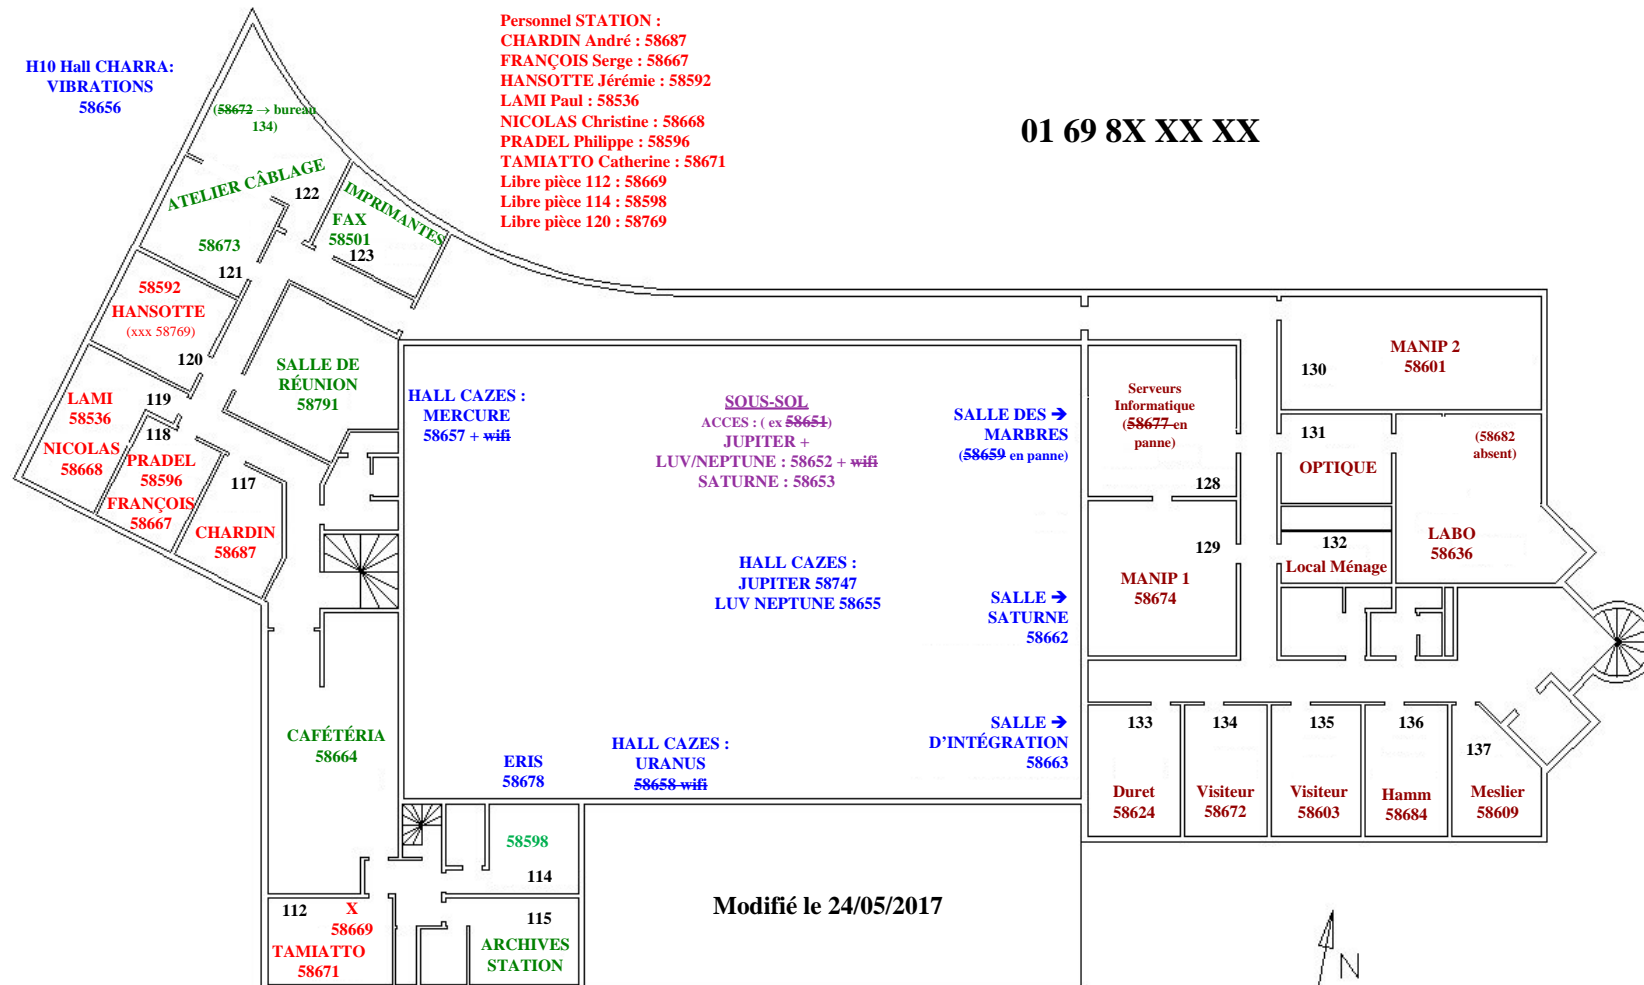 Personnel STATION :
CHARDIN André : 58687
FRANÇOIS Serge : 58667
HANSOTTE Jérémie : 58592
LAMI Paul : 58536
NICOLAS Christine : 58668
PRADEL Philippe : 58596
TAMIATTO Catherine : 58671
Libre pièce 112 : 58669
Libre pièce 114 : 58598
Libre pièce 120 : 58769
H10 Hall CHARRA:
VIBRATIONS
58656
01 69 8X XX XX
(58672 → bureau
134)
ATELIER CÂBLAGE
122
IMPRIMANTES
FAX
58501
123
58673
121
58592
HANSOTTE
(xxx 58769)
120
SALLE DE
RÉUNION
58791
LAMI
58536
119
NICOLAS
58668
118
PRADEL
58596
FRANÇOIS
58667
117
CHARDIN
58687
HALL CAZES :
MERCURE
58657 + wifi
SOUS-SOL
ACCES : ( ex 58651)
JUPITER +
LUV/NEPTUNE : 58652 + wifi
SATURNE : 58653
SALLE DES ➔
MARBRES
(58659 en panne)
HALL CAZES :
JUPITER 58747
LUV NEPTUNE 58655
SALLE ➔
SATURNE
58662
SALLE ➔
D'INTÉGRATION
58663
HALL CAZES :
URANUS
58658 wifi
ERIS
58678
Serveurs
Informatique
(58677 en
panne)
128
129
MANIP 1
58674
130
MANIP 2
58601
131
OPTIQUE
(58682
absent)
132
Local Ménage
LABO
58636
133
Duret
58624
134
Visiteur
58672
135
Visiteur
58603
136
Hamm
58684
137
Meslier
58609
CAFÉTÉRIA
58664
58598
114
112
X
58669
TAMIATTO
58671
115
ARCHIVES
STATION
Modifié le 24/05/2017
N